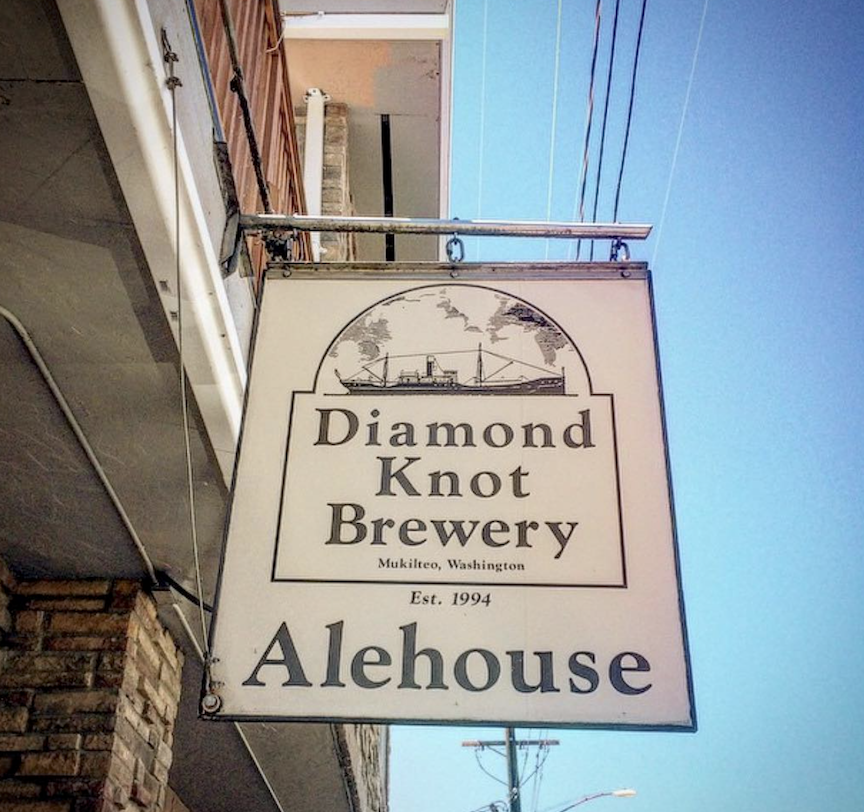 Diamond
Knot
Brewery
Mukilteo, Washington
Est. 1994
Alehouse